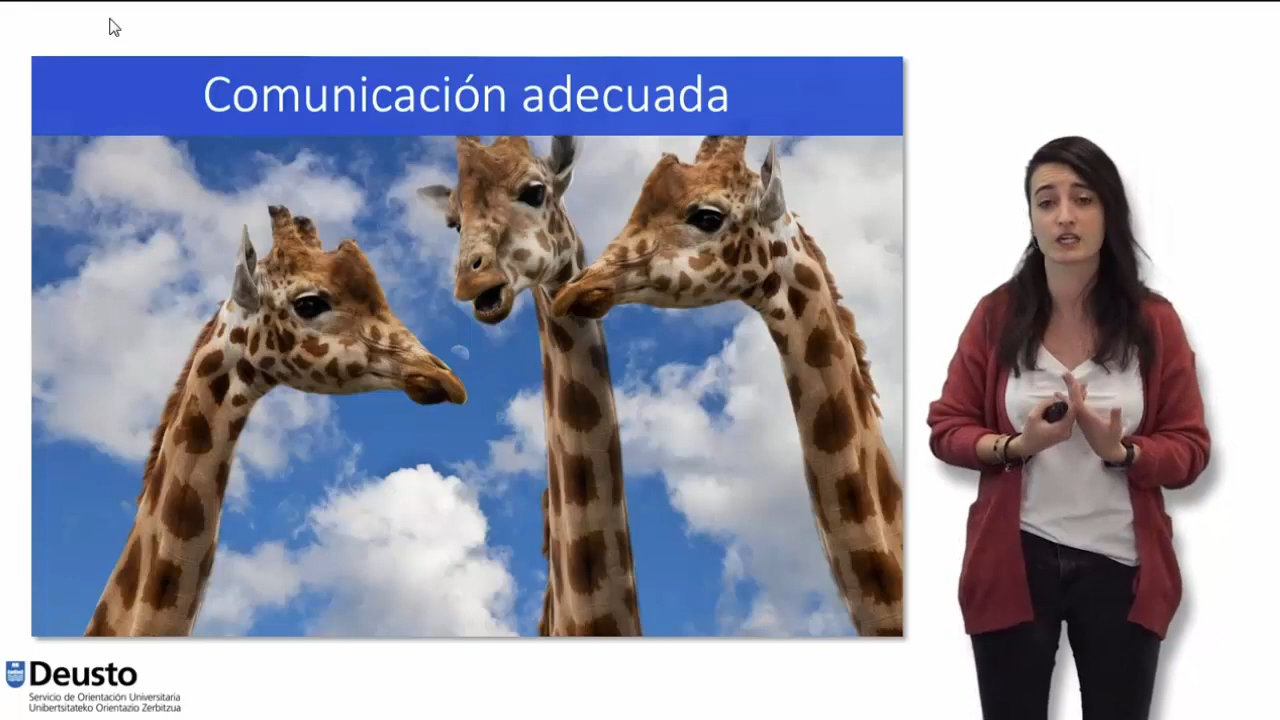 Comunicación adecuada
Deusto
Servicio de Orientación Universitaria
Unibertsitateko Orientazio Zerbitzua